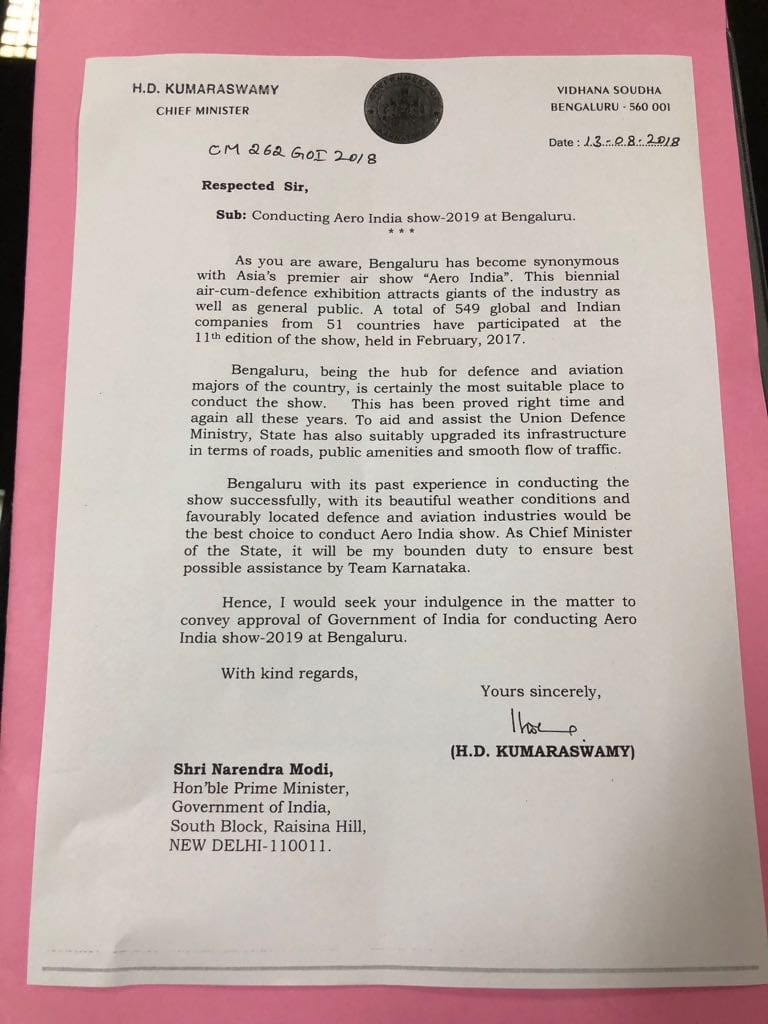 H.D. KUMARASWAMY
CHIEF MINISTER
VIDHANA SOUDHA
BENGALURU - 560 001
CM 262 GOI 2018
Date : 13-08-2018
Respected Sir,
Sub: Conducting Aero India show-2019 at Bengaluru.
* * *
As you are aware, Bengaluru has become synonymous
with Asia's premier air show "Aero India". This biennial
air-cum-defence exhibition attracts giants of the industry as
well as general public. A total of 549 global and Indian
companies from 51 countries have participated at the
11th edition of the show, held in February, 2017.
Bengaluru, being the hub for defence and aviation
majors of the country, is certainly the most suitable place to
conduct the show. This has been proved right time and
again all these years. To aid and assist the Union Defence
Ministry, State has also suitably upgraded its infrastructure
in terms of roads, public amenities and smooth flow of traffic.
Bengaluru with its past experience in conducting the
show successfully, with its beautiful weather conditions and
favourably located defence and aviation industries would be
the best choice to conduct Aero India show. As Chief Minister
of the State, it will be my bounden duty to ensure best
possible assistance by Team Karnataka.
Hence, I would seek your indulgence in the matter to
convey approval of Government of India for conducting Aero
India show-2019 at Bengaluru.
With kind regards,
Yours sincerely,
(H.D. KUMARASWAMY)
Shri Narendra Modi,
Hon'ble Prime Minister,
Government of India,
South Block, Raisina Hill,
NEW DELHI-110011.